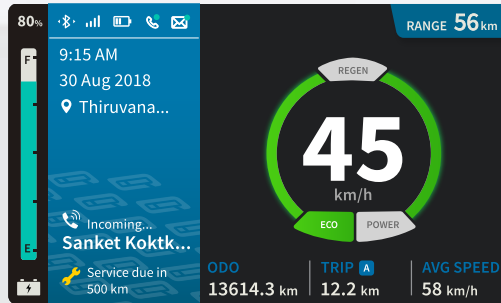 80%
F
E
9:15 AM
30 Aug 2018
Thiruvana...
Incoming...
Sanket Koktk...
Service due in
500 km
RANGE 56 km
REGEN
45
km/h
ECO POWER
ODO TRIP A AVG SPEED
13614.3 km 12.2 km 58 km/h